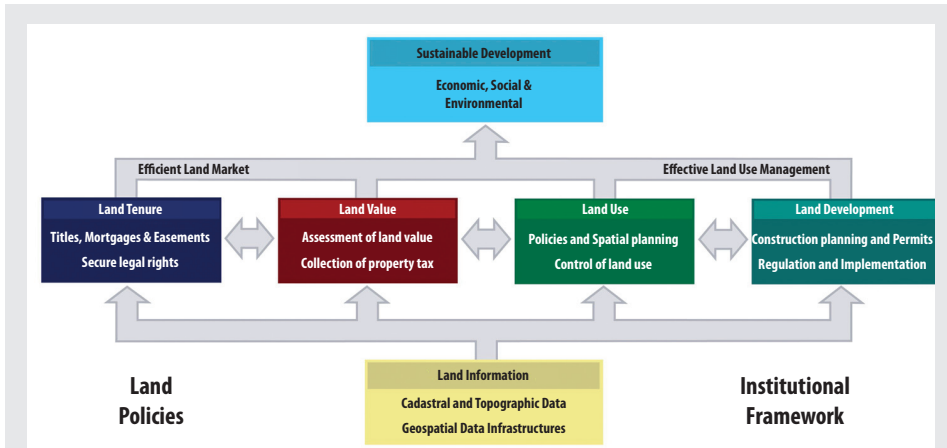 Sustainable Development
Economic, Social &
Environmental
Efficient Land Market
Effective Land Use Management
Land Tenure
Titles, Mortgages & Easements
Secure legal rights
Land Value
Assessment of land value
Collection of property tax
Land Use
Policies and Spatial planning
Control of land use
Land Development
Construction planning and Permits
Regulation and Implementation
Land
Policies
Land Information
Cadastral and Topographic Data
Geospatial Data Infrastructures
Institutional
Framework